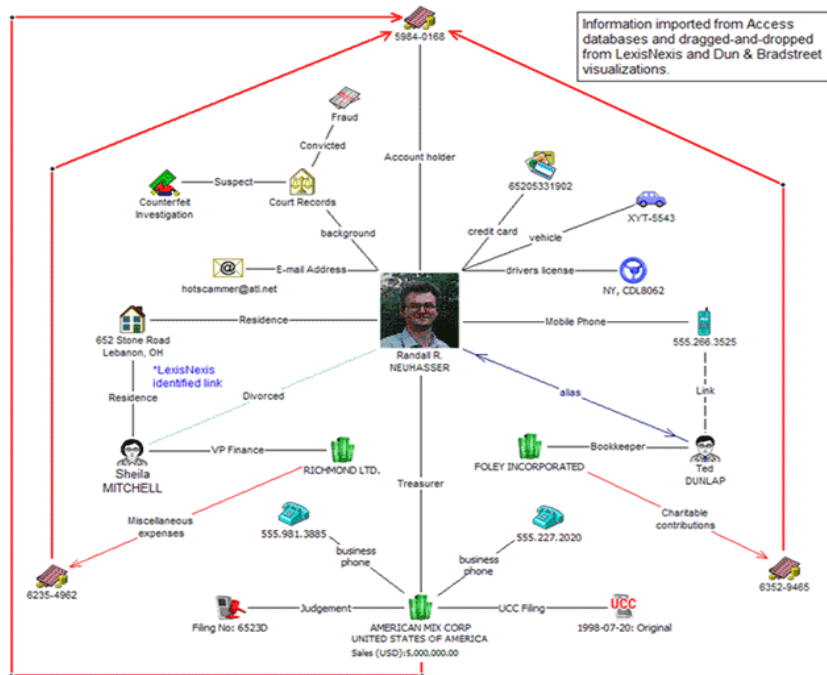 5984-0168
Information imported from Access
databases and dragged-and-dropped
from LexisNexis and Dun & Bradstreet
visualizations.
Fraud
Convicted
Account holder
65205331902
Suspect
Counterfeit
Investigation
Court Records
XYT-5543
credit card
vehicle
background
E-mail Address
hotscammer@atl.net
drivers license
NY, CDL8062
Residence
652 Stone Road
Lebanon, OH
Mobile Phone
555.266.3525
Randall R.
NEUHASSER
*LexisNexis
identified link
Residence
Divorced
alias
Link
VP Finance
Sheila
MITCHELL
RICHMOND LTD.
Bookkeeper
FOLEY INCORPORATED
Ted
DUNLAP
Treasurer
Miscellaneous
expenses
Charitable
contributions
555.981.3885
business
phone
555.227.2020
business
phone
6235-4962
6352-9465
Judgement
Filing No: 6523D
AMERICAN MIX CORP
UNITED STATES OF AMERICA
Sales (USD):5,000,000.00
UCC Filing
UCC
1998-07-20: Original